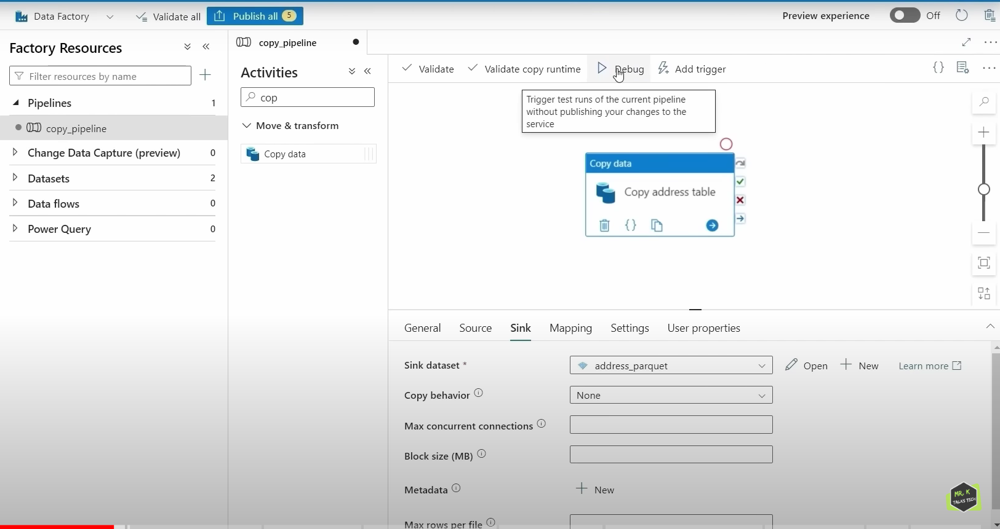 Data Factory
Validate all
Publish all 5
Preview experience
Off
Factory Resources
Filter resources by name
Pipelines 1
copy_pipeline
Change Data Capture (preview) 0
Datasets 2
Data flows 0
Power Query 0
copy_pipeline
Activities
cop
Move & transform
Copy data
Validate
Validate copy runtime
Debug
Add trigger
{}
Trigger test runs of the current pipeline
without publishing your changes to the
service
Copy data
Copy address table
{}
General
Source
Sink
Mapping
Settings
User properties
Sink dataset *
address_parquet
Open
New
Learn more
Copy behavior
None
Max concurrent connections
Block size (MB)
Metadata
New
Max rows per file
MR. K
TALKS TECH